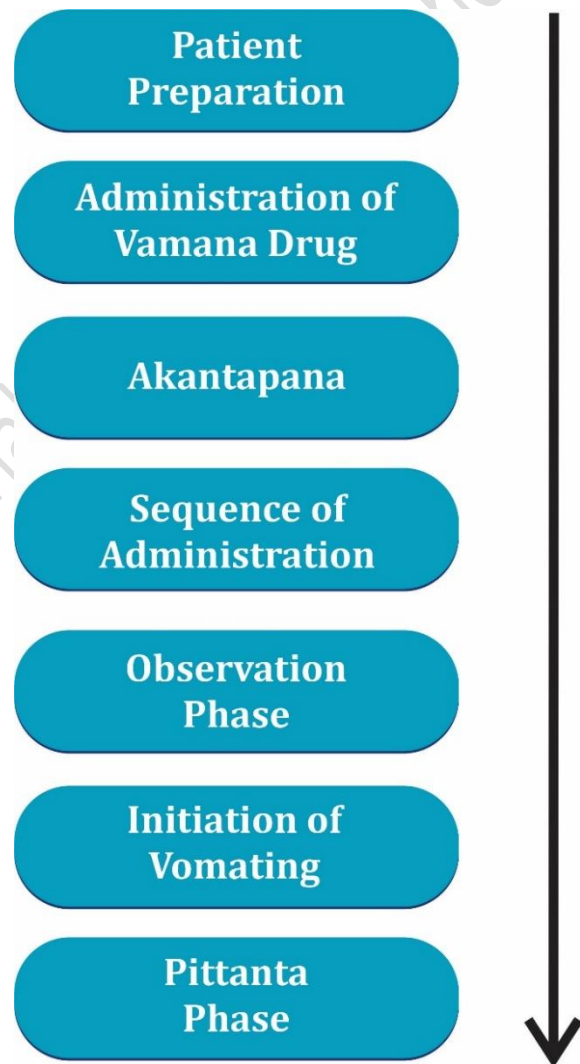 Patient
Preparation
Administration of
Vamana Drug
Akantapana
Sequence of
Administration
Observation
Phase
Initiation of
Vomating
Pittanta
Phase